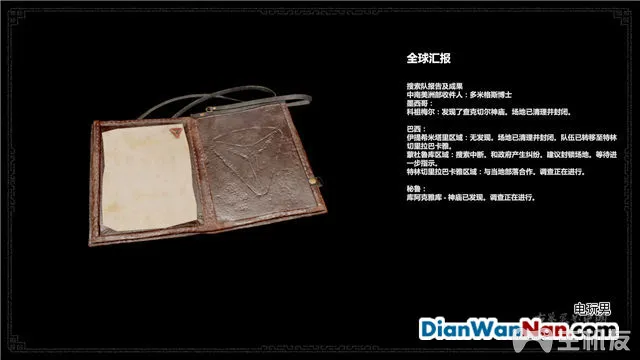 全球汇报
搜索队报告及成果
中南美洲部收件人：多米格斯博士
墨西哥：
科祖梅尔：发现了查克切尔神庙。场地已清理并封闭。
巴西：
伊提希米塔里区域：无发现。场地已清理并封闭。队伍已转移至特林
切里拉巴卡雅。
蒙杜鲁库区域：搜索中断。和政府产生纠纷。建议封锁场地，等待进
一步指示。
特林切里拉巴卡雅区域：与当地部落合作。调查正在进行。
秘鲁：
库阿克雅库 - 神庙已发现。调查正在进行。
电玩男
DianWanNan.com